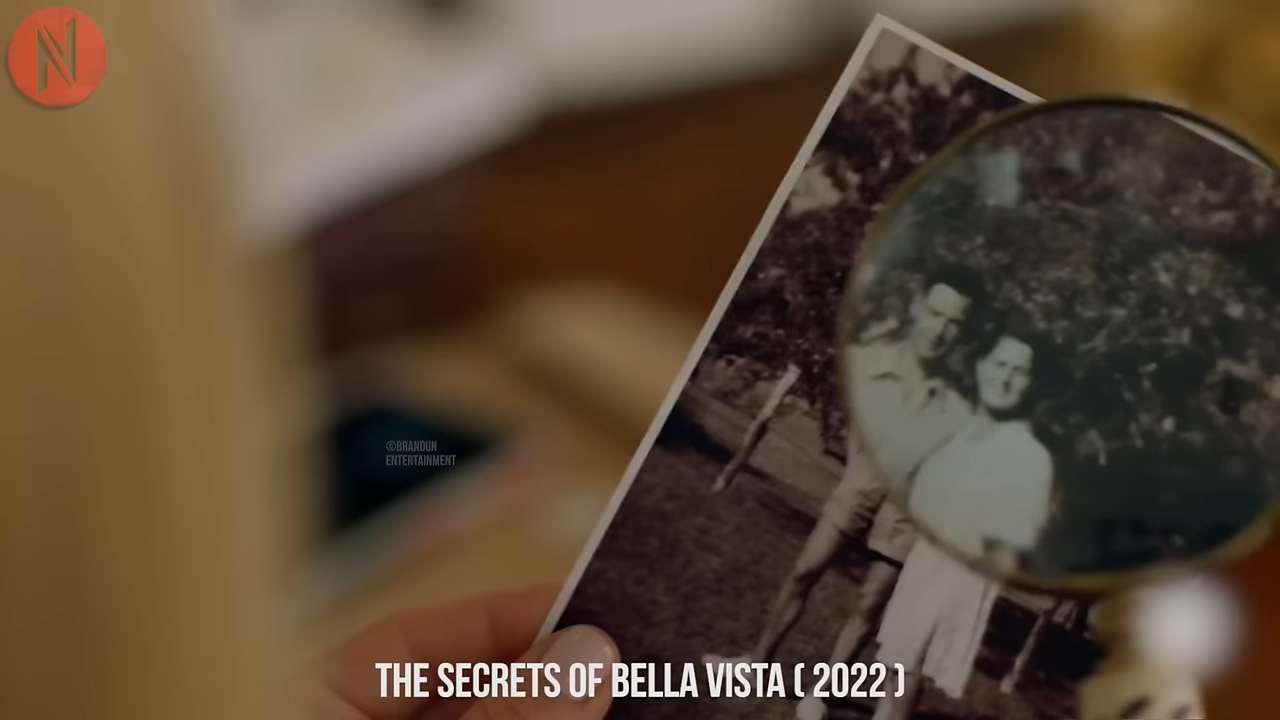 N
©BRANDUN
ENTERTAINMENT
THE SECRETS OF BELLA VISTA ( 2022 )